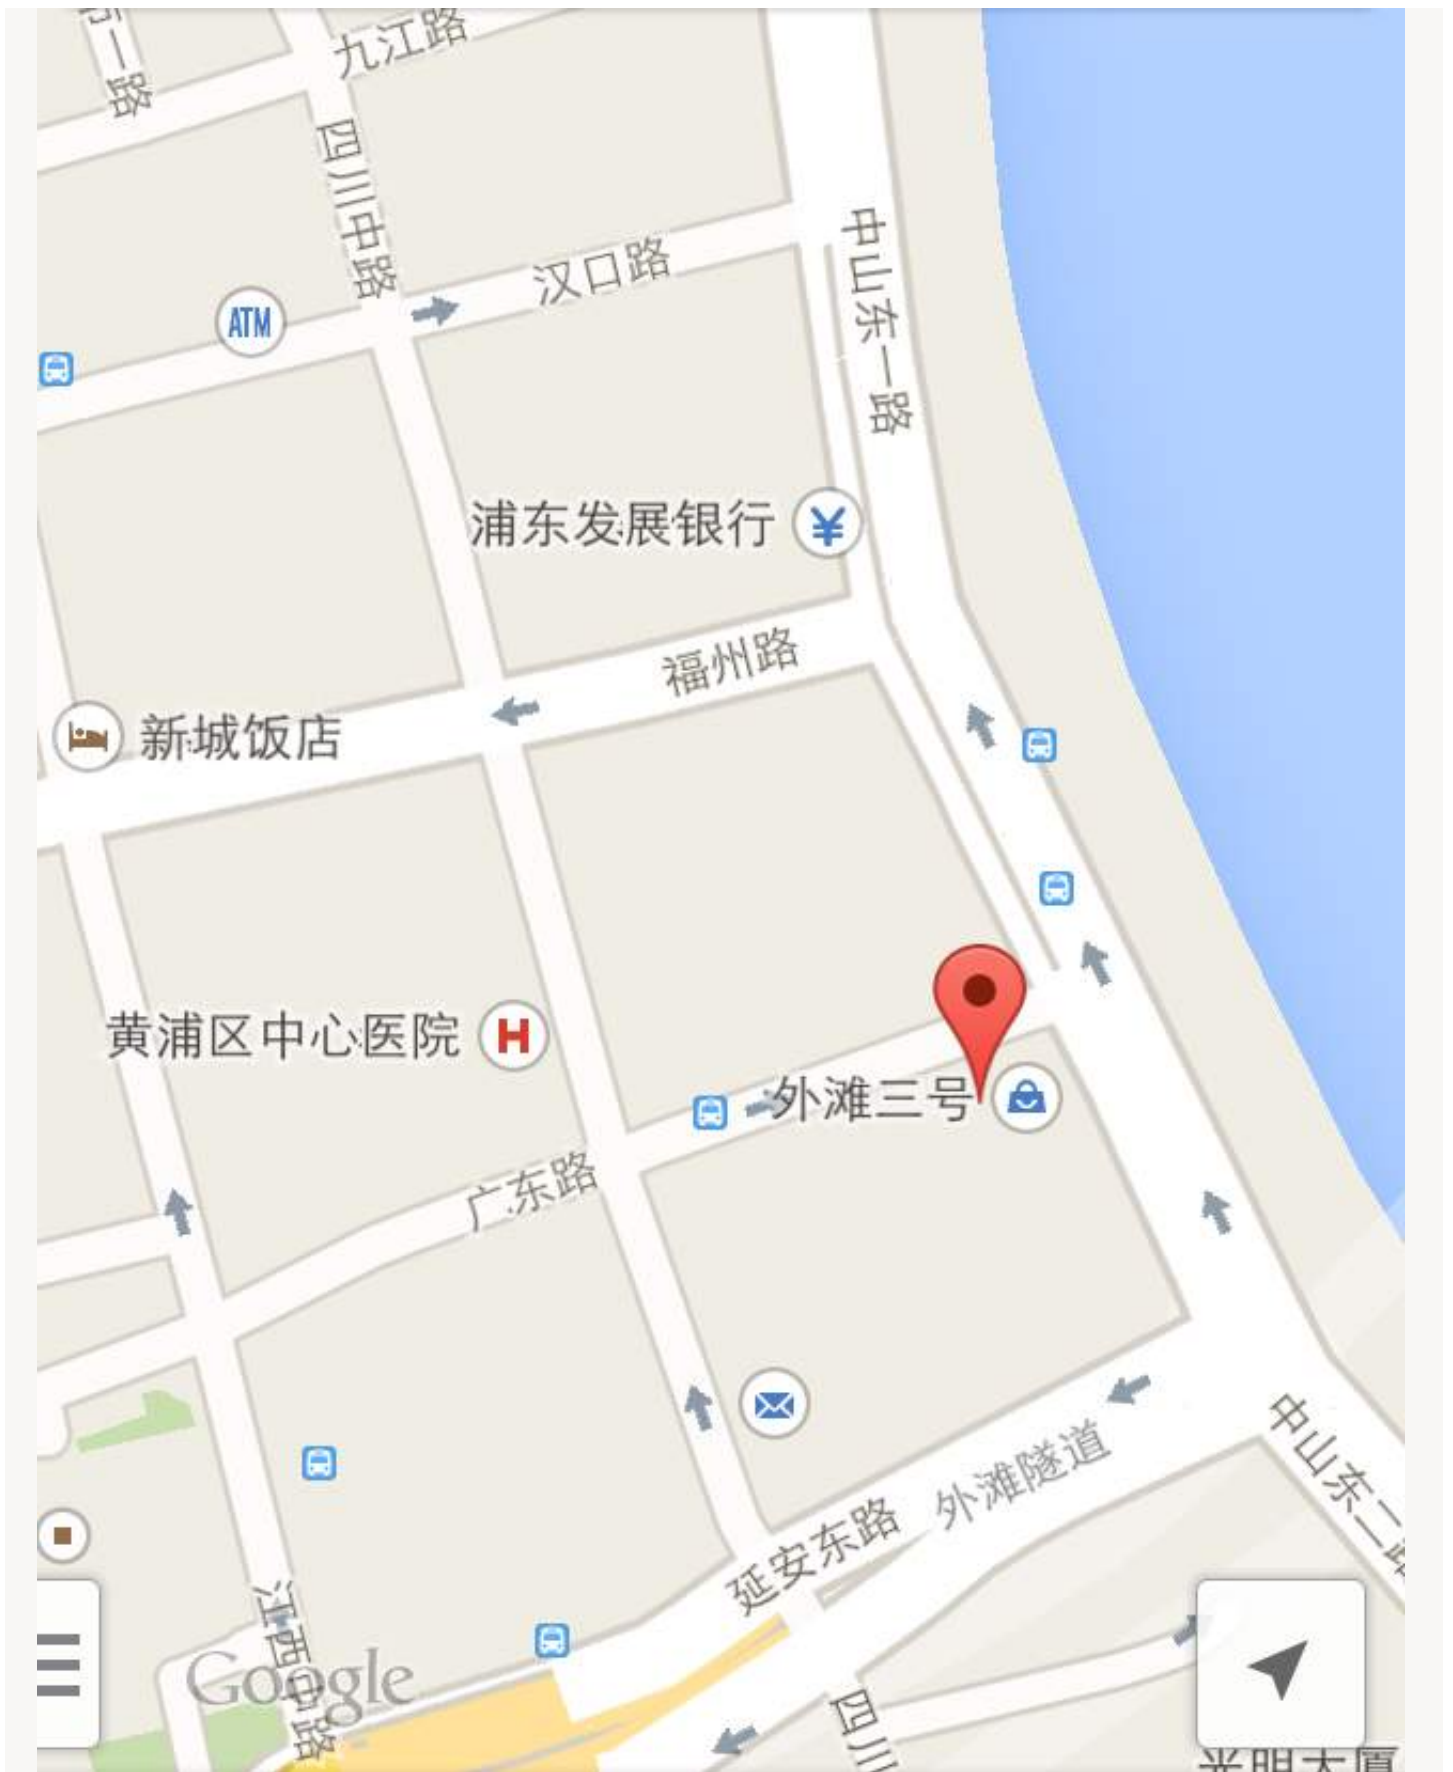 九江路
四川中路
汉口路
中山东一路
ATM
浦东发展银行
¥
福州路
新城饭店
黄浦区中心医院
H
外滩三号
广东路
中山东二路
外滩隧道
延安东路
江西中路
Google
四川
光明大厦